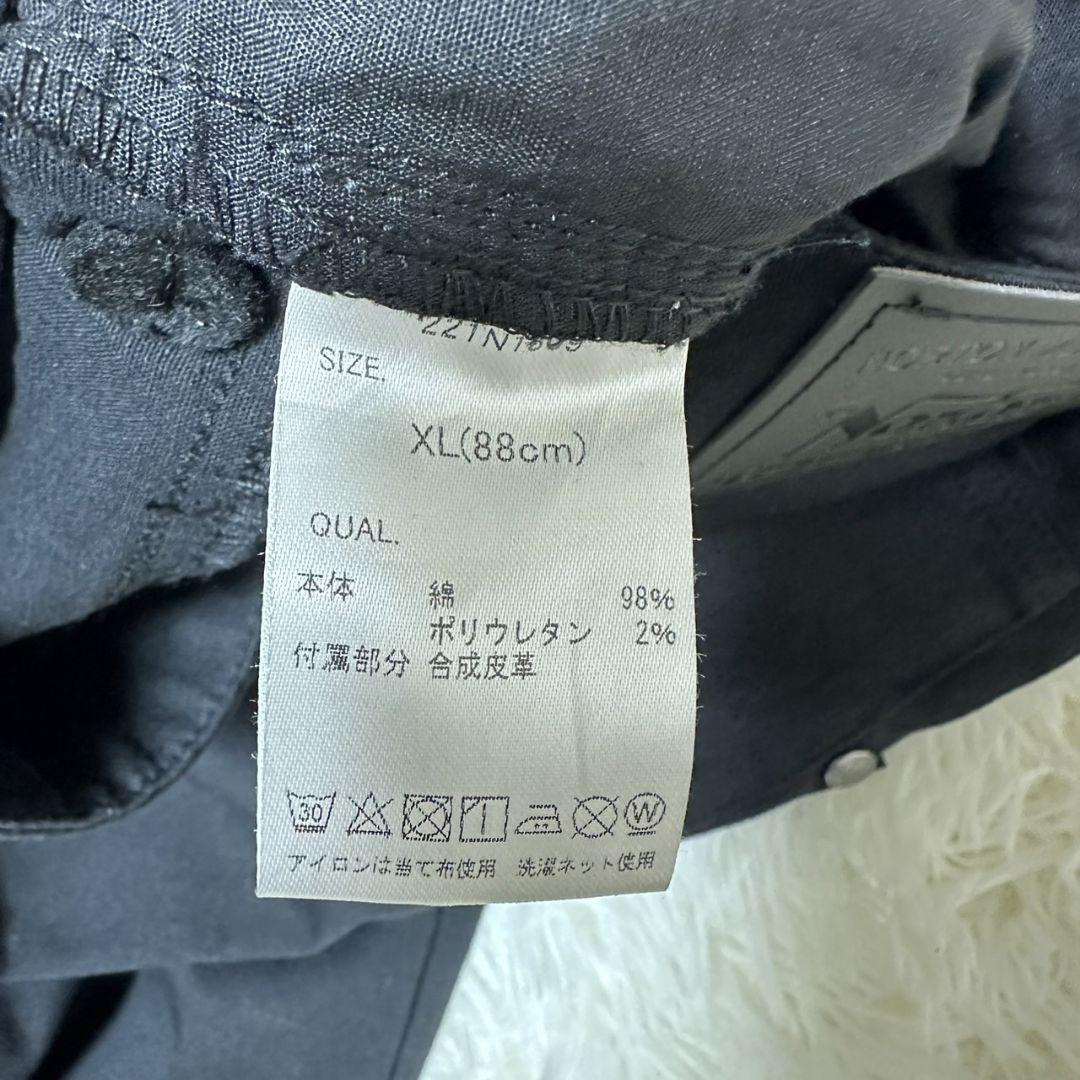 SIZE.
XL(88cm)
QUAL.
本体 綿 98%
ポリウレタン 2%
付属部分 合成皮革
30
W
アイロンは当て布使用 洗濯ネット使用